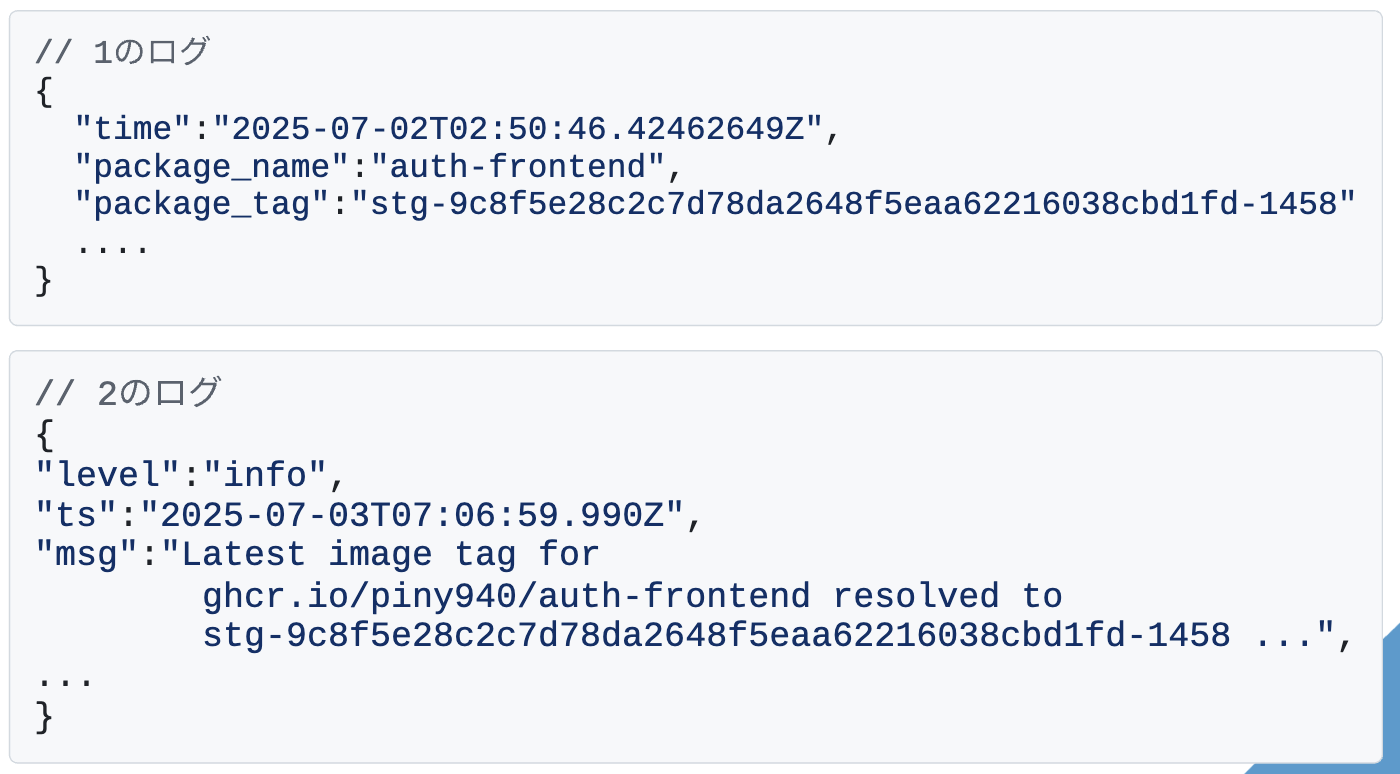 // 1のログ
{
  "time":"2025-07-02T02:50:46.42462649Z",
  "package_name":"auth-frontend",
  "package_tag":"stg-9c8f5e28c2c7d78da2648f5eaa62216038cbd1fd-1458"
  ....
}
// 2のログ
{
"level":"info",
"ts":"2025-07-03T07:06:59.990Z",
"msg":"Latest image tag for
        ghcr.io/piny940/auth-frontend resolved to
        stg-9c8f5e28c2c7d78da2648f5eaa62216038cbd1fd-1458 ...",
...
}